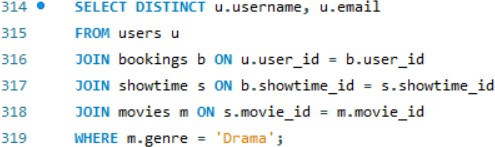 314 SELECT DISTINCT u.username, u.email
315 FROM users u
316 JOIN bookings b ON u.user_id = b.user_id
317 JOIN showtime s ON b.showtime_id = s.showtime_id
318 JOIN movies m ON s.movie_id = m.movie_id
319 WHERE m.genre = 'Drama';